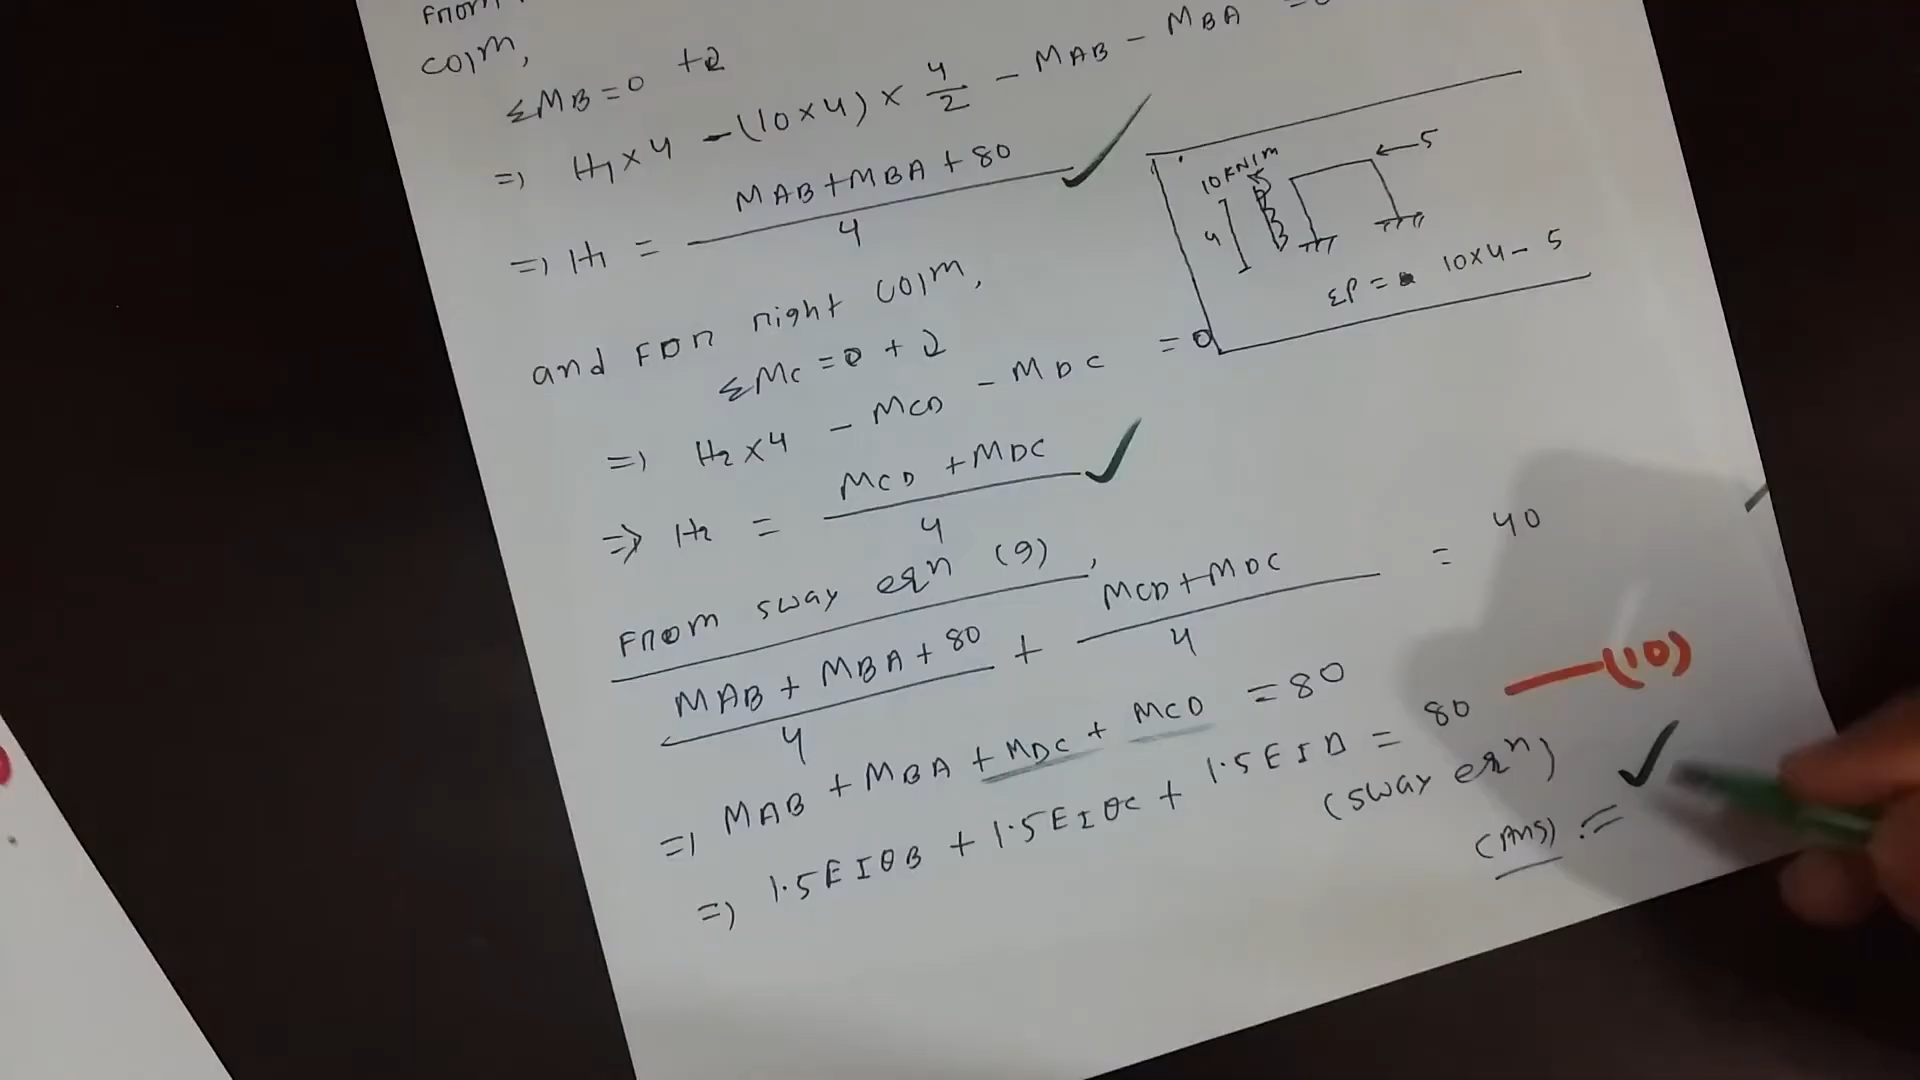 colm,
ΣMB=0 +2
=) H1×4 -(10×4) × 4/2 - MAB - MBA
=) H1 = (MAB+MBA+80)/4
10KN/m
5
4
ΣP = 10×4- 5
and FOR right colm,
ΣMC=0 +2
=) H2×4 - MCD - MDC = 0
=> H2 = (MCD +MDC)/4
From sway eqn (9),
(MAB + MBA + 80)/4 + (MCD+MDC)/4 = 40
=) MAB + MBA + MDC + MCD = 80
=) 1.5EIθB + 1.5EIθC + 1.5EIΔ = 80 —(10)
(sway eqn)
(Ans)